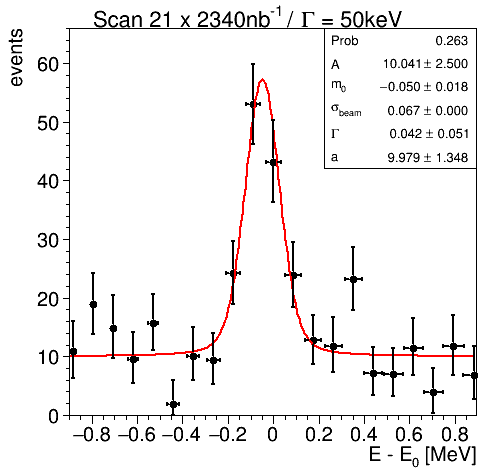 Scan 21 x 2340nb⁻¹ / Γ = 50keV
events
Prob 0.263
A 10.041 ± 2.500
m₀ −0.050 ± 0.018
σbeam 0.067 ± 0.000
Γ 0.042 ± 0.051
a 9.979 ± 1.348
60
50
40
30
20
10
0
−0.8 −0.6 −0.4 −0.2 0 0.2 0.4 0.6 0.8
E - E₀ [MeV]